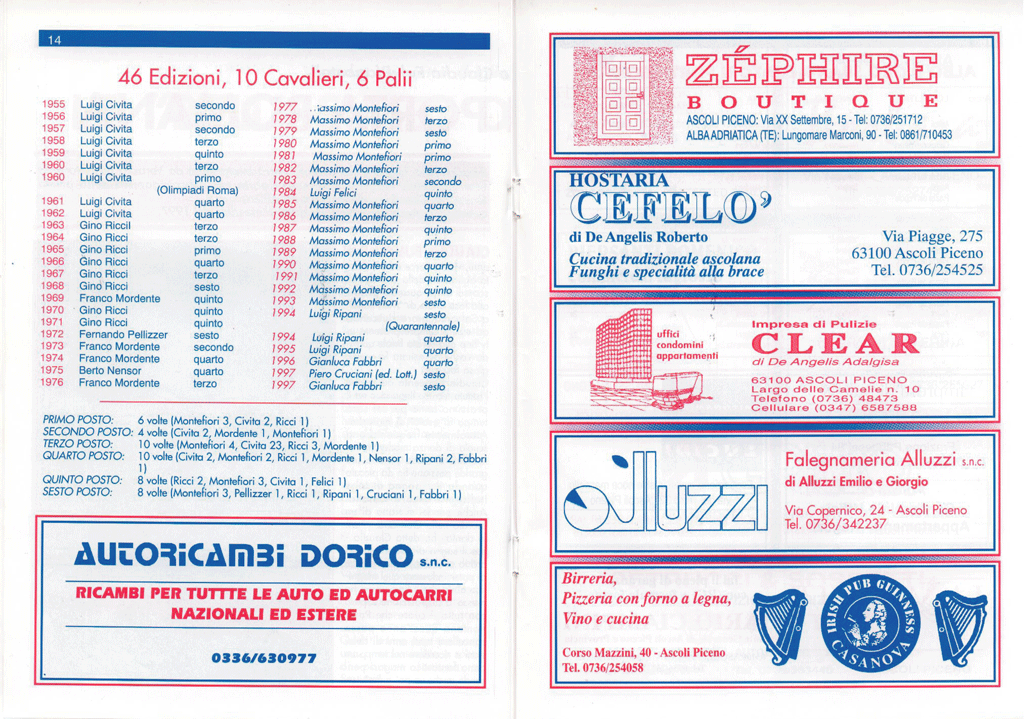 14
46 Edizioni, 10 Cavalieri, 6 Palii
1955 Luigi Civita secondo
1956 Luigi Civita primo
1957 Luigi Civita secondo
1958 Luigi Civita terzo
1959 Luigi Civita quinto
1960 Luigi Civita terzo
1960 Luigi Civita primo
(Olimpiadi Roma)
1961 Luigi Civita quarto
1962 Luigi Civita quarto
1963 Gino Riccil terzo
1964 Gino Ricci terzo
1965 Gino Ricci primo
1966 Gino Ricci quarto
1967 Gino Ricci terzo
1968 Gino Ricci sesto
1969 Franco Mordente quinto
1970 Gino Ricci quinto
1971 Gino Ricci quinto
1972 Fernando Pellizzer sesto
1973 Franco Mordente secondo
1974 Franco Mordente quarto
1975 Berto Nensor quarto
1976 Franco Mordente terzo
1977 Massimo Montefiori sesto
1978 Massimo Montefiori terzo
1979 Massimo Montefiori sesto
1980 Massimo Montefiori primo
1981 Massimo Montefiori primo
1982 Massimo Montefiori terzo
1983 Massimo Montefiori secondo
1984 Luigi Felici quinto
1985 Massimo Montefiori quarto
1986 Massimo Montefiori terzo
1987 Massimo Montefiori quinto
1988 Massimo Montefiori primo
1989 Massimo Montefiori terzo
1990 Massimo Montefiori quarto
1991 Massimo Montefiori quinto
1992 Massimo Montefiori quinto
1993 Massimo Montefiori sesto
1994 Luigi Ripani sesto
(Quarantennale)
1994 Luigi Ripani quarto
1995 Luigi Ripani quarto
1996 Gianluca Fabbri quarto
1997 Piero Cruciani (ed. Lott.) sesto
1997 Gianluca Fabbri sesto
PRIMO POSTO: 6 volte (Montefiori 3, Civita 2, Ricci 1)
SECONDO POSTO: 4 volte (Civita 2, Mordente 1, Montefiori 1)
TERZO POSTO: 10 volte (Montefiori 4, Civita 23, Ricci 3, Mordente 1)
QUARTO POSTO: 10 volte (Civita 2, Montefiori 2, Ricci 1, Mordente 1, Nensor 1, Ripani 2, Fabbri
1)
QUINTO POSTO: 8 volte (Ricci 2, Montefiori 3, Civita 1, Felici 1)
SESTO POSTO: 8 volte (Montefiori 3, Pellizzer 1, Ricci 1, Ripani 1, Cruciani 1, Fabbri 1)
AUTORICAMBI DORICO s.n.c.
RICAMBI PER TUTTTE LE AUTO ED AUTOCARRI
NAZIONALI ED ESTERE
0336/630977
ZÉPHIRE
BOUTIQUE
ASCOLI PICENO: Via XX Settembre, 15 - Tel: 0736/251712
ALBA ADRIATICA (TE): Lungomare Marconi, 90 - Tel: 0861/710453
HOSTARIA
CEFELO'
di De Angelis Roberto
Cucina tradizionale ascolana
Funghi e specialità alla brace
Via Piagge, 275
63100 Ascoli Piceno
Tel. 0736/254525
uffici
condomini
appartamenti
Impresa di Pulizie
CLEAR
di De Angelis Adalgisa
63100 ASCOLI PICENO
Largo delle Camelie n. 10
Telefono (0736) 48473
Cellulare (0347) 6587588
Alluzzi
Falegnameria Alluzzi s.n.c.
di Alluzzi Emilio e Giorgio
Via Copernico, 24 - Ascoli Piceno
Tel. 0736/342237
Birreria,
Pizzeria con forno a legna,
Vino e cucina
Corso Mazzini, 40 - Ascoli Piceno
Tel. 0736/254058
IRISH PUB GUINNESS
CASANOVA